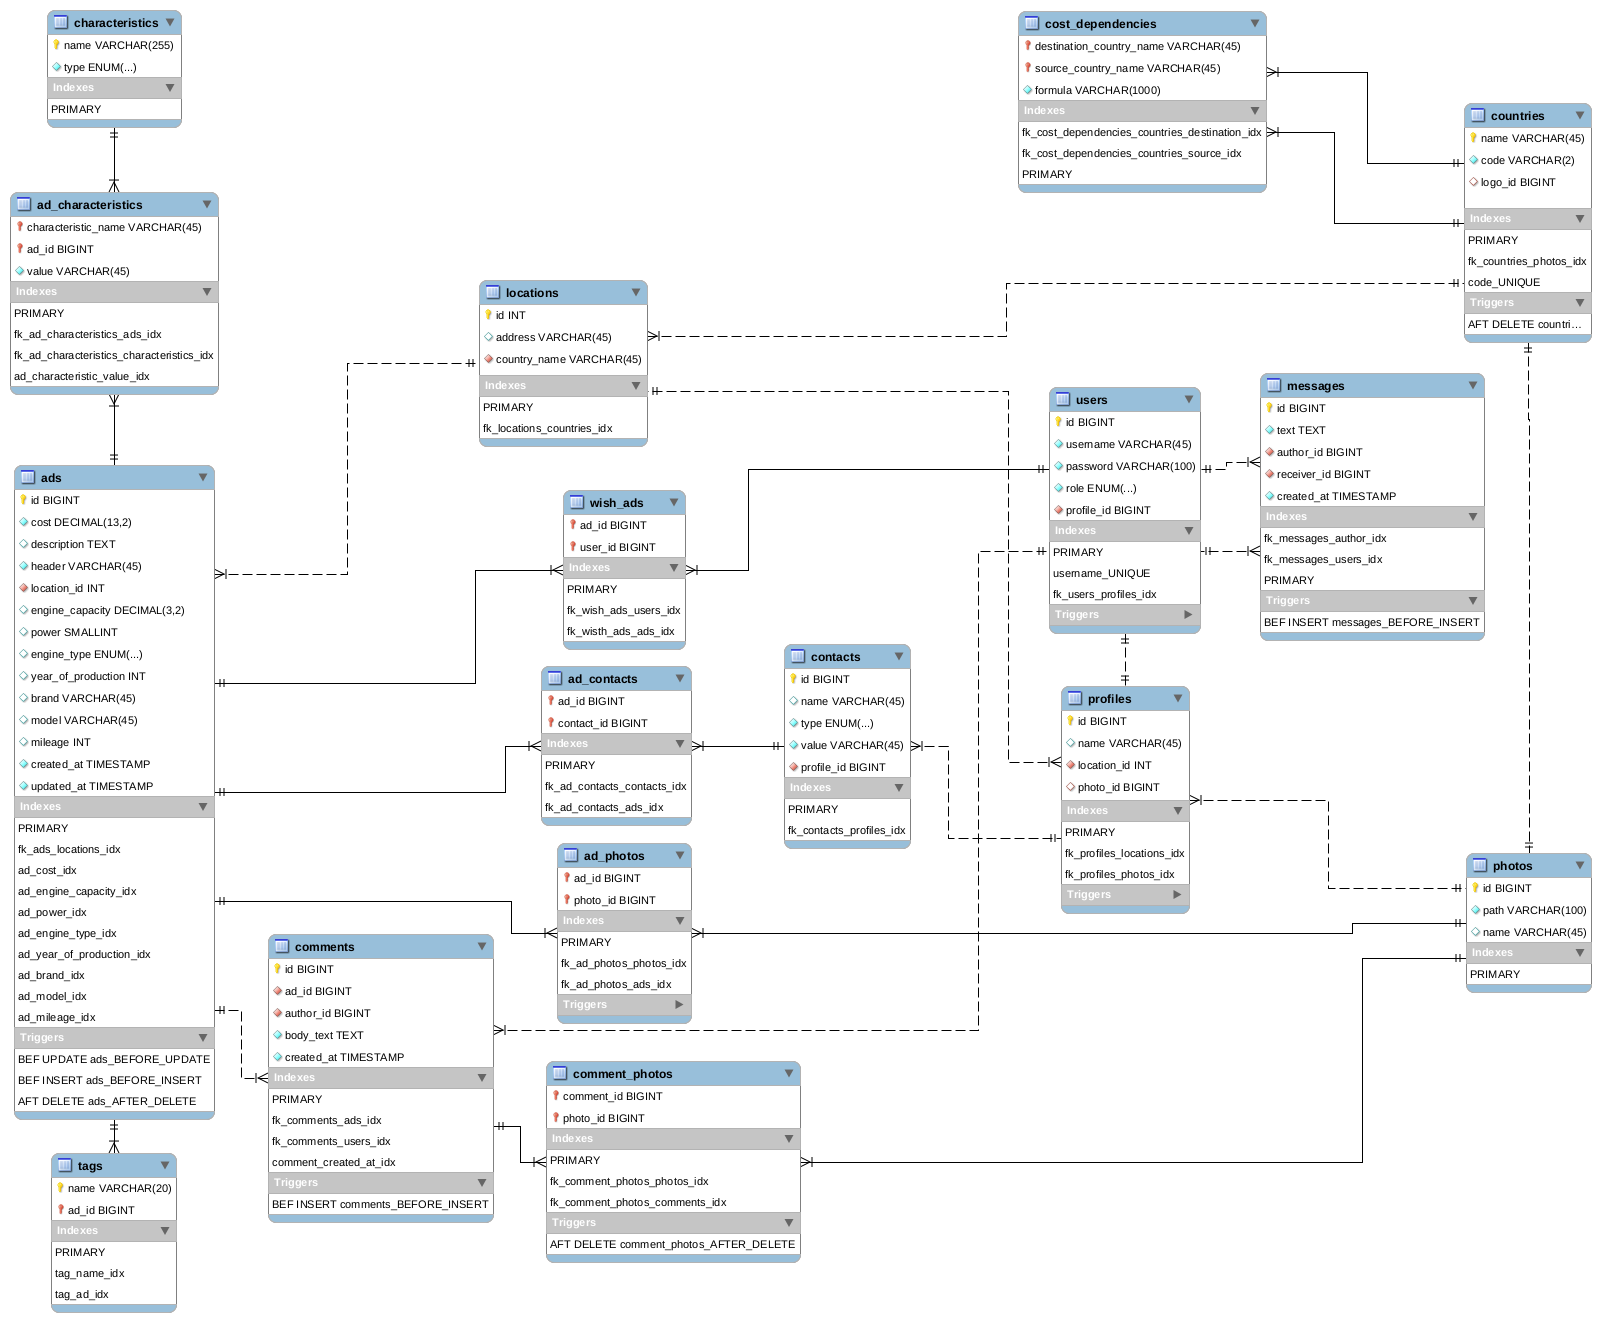 characteristics
name VARCHAR(255)
type ENUM(...)
Indexes
PRIMARY
cost_dependencies
destination_country_name VARCHAR(45)
source_country_name VARCHAR(45)
formula VARCHAR(1000)
Indexes
fk_cost_dependencies_countries_destination_idx
fk_cost_dependencies_countries_source_idx
PRIMARY
countries
name VARCHAR(45)
code VARCHAR(2)
logo_id BIGINT
Indexes
PRIMARY
fk_countries_photos_idx
code_UNIQUE
Triggers
AFT DELETE countri...
ad_characteristics
characteristic_name VARCHAR(45)
ad_id BIGINT
value VARCHAR(45)
Indexes
PRIMARY
fk_ad_characteristics_ads_idx
fk_ad_characteristics_characteristics_idx
ad_characteristic_value_idx
locations
id INT
address VARCHAR(45)
country_name VARCHAR(45)
Indexes
PRIMARY
fk_locations_countries_idx
users
id BIGINT
username VARCHAR(45)
password VARCHAR(100)
role ENUM(...)
profile_id BIGINT
Indexes
PRIMARY
username_UNIQUE
fk_users_profiles_idx
Triggers
messages
id BIGINT
text TEXT
author_id BIGINT
receiver_id BIGINT
created_at TIMESTAMP
Indexes
fk_messages_author_idx
fk_messages_users_idx
PRIMARY
Triggers
BEF INSERT messages_BEFORE_INSERT
ads
id BIGINT
cost DECIMAL(13,2)
description TEXT
header VARCHAR(45)
location_id INT
engine_capacity DECIMAL(3,2)
power SMALLINT
engine_type ENUM(...)
year_of_production INT
brand VARCHAR(45)
model VARCHAR(45)
mileage INT
created_at TIMESTAMP
updated_at TIMESTAMP
Indexes
PRIMARY
fk_ads_locations_idx
ad_cost_idx
ad_engine_capacity_idx
ad_power_idx
ad_engine_type_idx
ad_year_of_production_idx
ad_brand_idx
ad_model_idx
ad_mileage_idx
Triggers
BEF UPDATE ads_BEFORE_UPDATE
BEF INSERT ads_BEFORE_INSERT
AFT DELETE ads_AFTER_DELETE
wish_ads
ad_id BIGINT
user_id BIGINT
Indexes
PRIMARY
fk_wish_ads_users_idx
fk_wisth_ads_ads_idx
ad_contacts
ad_id BIGINT
contact_id BIGINT
Indexes
PRIMARY
fk_ad_contacts_contacts_idx
fk_ad_contacts_ads_idx
contacts
id BIGINT
name VARCHAR(45)
type ENUM(...)
value VARCHAR(45)
profile_id BIGINT
Indexes
PRIMARY
fk_contacts_profiles_idx
profiles
id BIGINT
name VARCHAR(45)
location_id INT
photo_id BIGINT
Indexes
PRIMARY
fk_profiles_locations_idx
fk_profiles_photos_idx
Triggers
ad_photos
ad_id BIGINT
photo_id BIGINT
Indexes
PRIMARY
fk_ad_photos_photos_idx
fk_ad_photos_ads_idx
Triggers
photos
id BIGINT
path VARCHAR(100)
name VARCHAR(45)
Indexes
PRIMARY
comments
id BIGINT
ad_id BIGINT
author_id BIGINT
body_text TEXT
created_at TIMESTAMP
Indexes
PRIMARY
fk_comments_ads_idx
fk_comments_users_idx
comment_created_at_idx
Triggers
BEF INSERT comments_BEFORE_INSERT
comment_photos
comment_id BIGINT
photo_id BIGINT
Indexes
PRIMARY
fk_comment_photos_photos_idx
fk_comment_photos_comments_idx
Triggers
AFT DELETE comment_photos_AFTER_DELETE
tags
name VARCHAR(20)
ad_id BIGINT
Indexes
PRIMARY
tag_name_idx
tag_ad_idx